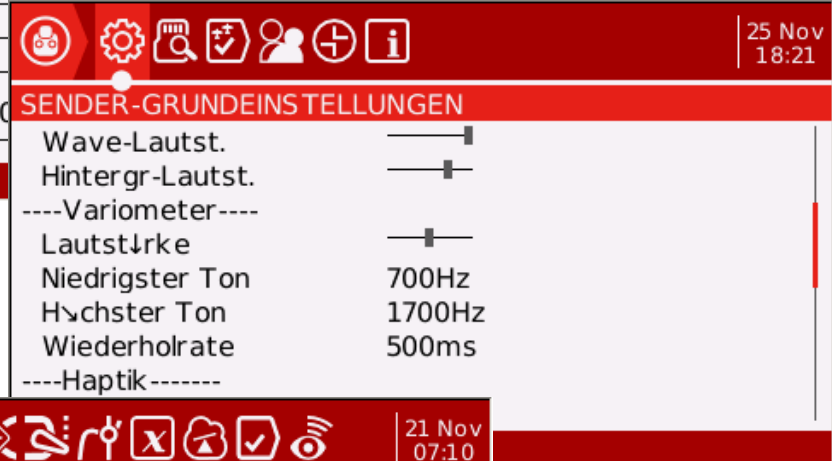 25 Nov
18:21
SENDER-GRUNDEINSTELLUNGEN
Wave-Lautst.
Hintergr-Lautst.
----Variometer----
Lautst↓rke
Niedrigster Ton 700Hz
H↘chster Ton 1700Hz
Wiederholrate 500ms
----Haptik-------
21 Nov
07:10